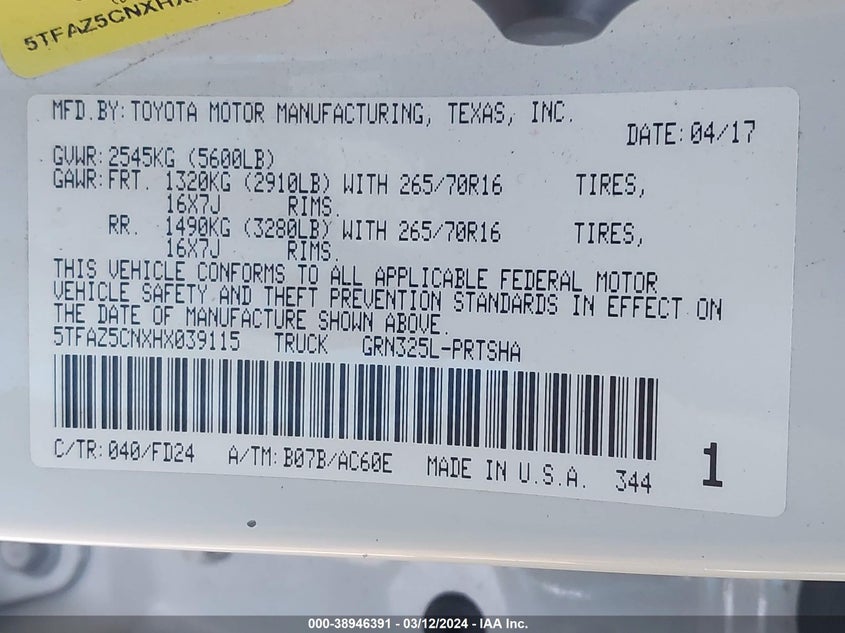 5TFAZ5CNXHX
MFD.BY: TOYOTA MOTOR MANUFACTURING, TEXAS, INC.
DATE: 04/17
GVWR: 2545KG (5600LB)
GAWR: FRT. 1320KG (2910LB) WITH 265/70R16 TIRES,
16X7J RIMS.
RR. 1490KG (3280LB) WITH 265/70R16 TIRES,
16X7J RIMS.
THIS VEHICLE CONFORMS TO ALL APPLICABLE FEDERAL MOTOR
VEHICLE SAFETY AND THEFT PREVENTION STANDARDS IN EFFECT ON
THE DATE OF MANUFACTURE SHOWN ABOVE.
5TFAZ5CNXHX039115 TRUCK GRN325L-PRTSHA
C/TR: 040/FD24 A/TM: B07B/AC60E MADE IN U.S.A. 344 1
000-38946391 - 03/12/2024 - IAA Inc.